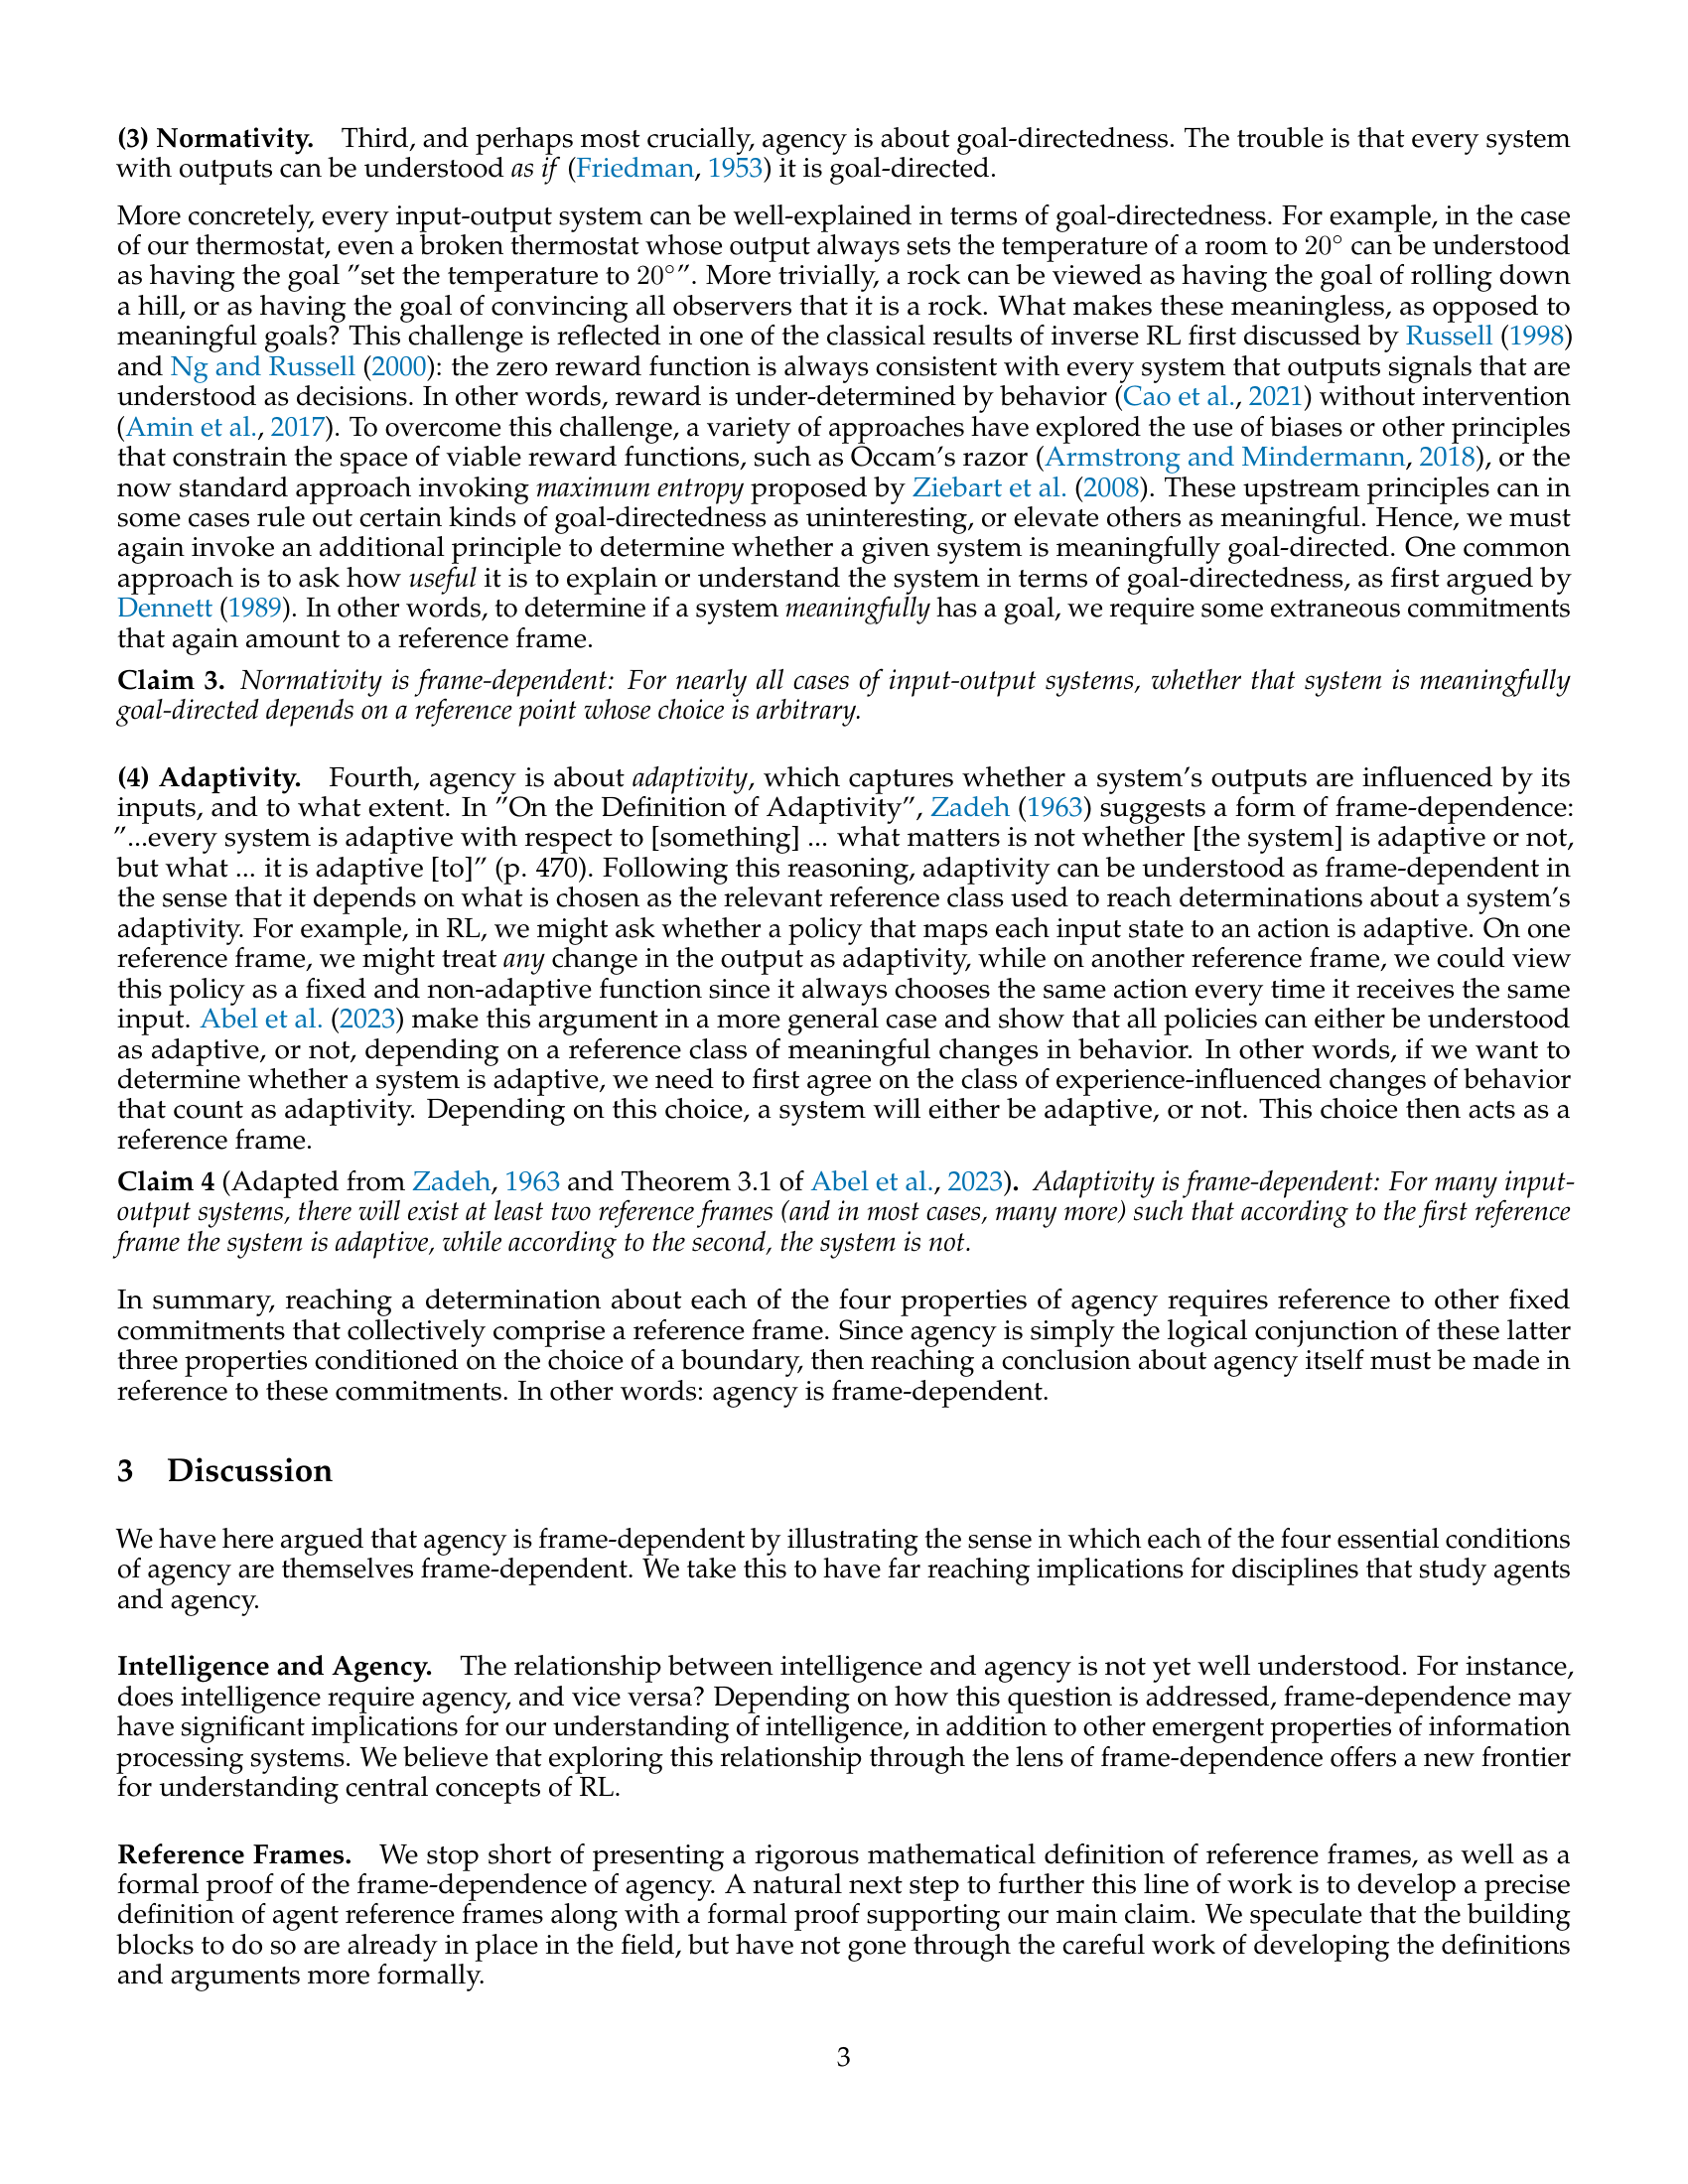 (3) Normativity. Third, and perhaps most crucially, agency is about goal-directedness. The trouble is that every system
with outputs can be understood as if (Friedman, 1953) it is goal-directed.
More concretely, every input-output system can be well-explained in terms of goal-directedness. For example, in the case
of our thermostat, even a broken thermostat whose output always sets the temperature of a room to 20° can be understood
as having the goal ”set the temperature to 20°”. More trivially, a rock can be viewed as having the goal of rolling down
a hill, or as having the goal of convincing all observers that it is a rock. What makes these meaningless, as opposed to
meaningful goals? This challenge is reflected in one of the classical results of inverse RL first discussed by Russell (1998)
and Ng and Russell (2000): the zero reward function is always consistent with every system that outputs signals that are
understood as decisions. In other words, reward is under-determined by behavior (Cao et al., 2021) without intervention
(Amin et al., 2017). To overcome this challenge, a variety of approaches have explored the use of biases or other principles
that constrain the space of viable reward functions, such as Occam’s razor (Armstrong and Mindermann, 2018), or the
now standard approach invoking maximum entropy proposed by Ziebart et al. (2008). These upstream principles can in
some cases rule out certain kinds of goal-directedness as uninteresting, or elevate others as meaningful. Hence, we must
again invoke an additional principle to determine whether a given system is meaningfully goal-directed. One common
approach is to ask how useful it is to explain or understand the system in terms of goal-directedness, as first argued by
Dennett (1989). In other words, to determine if a system meaningfully has a goal, we require some extraneous commitments
that again amount to a reference frame.
Claim 3. Normativity is frame-dependent: For nearly all cases of input-output systems, whether that system is meaningfully
goal-directed depends on a reference point whose choice is arbitrary.
(4) Adaptivity. Fourth, agency is about adaptivity, which captures whether a system’s outputs are influenced by its
inputs, and to what extent. In ”On the Definition of Adaptivity”, Zadeh (1963) suggests a form of frame-dependence:
”...every system is adaptive with respect to [something] ... what matters is not whether [the system] is adaptive or not,
but what ... it is adaptive [to]” (p. 470). Following this reasoning, adaptivity can be understood as frame-dependent in
the sense that it depends on what is chosen as the relevant reference class used to reach determinations about a system’s
adaptivity. For example, in RL, we might ask whether a policy that maps each input state to an action is adaptive. On one
reference frame, we might treat any change in the output as adaptivity, while on another reference frame, we could view
this policy as a fixed and non-adaptive function since it always chooses the same action every time it receives the same
input. Abel et al. (2023) make this argument in a more general case and show that all policies can either be understood
as adaptive, or not, depending on a reference class of meaningful changes in behavior. In other words, if we want to
determine whether a system is adaptive, we need to first agree on the class of experience-influenced changes of behavior
that count as adaptivity. Depending on this choice, a system will either be adaptive, or not. This choice then acts as a
reference frame.
Claim 4 (Adapted from Zadeh, 1963 and Theorem 3.1 of Abel et al., 2023). Adaptivity is frame-dependent: For many input-
output systems, there will exist at least two reference frames (and in most cases, many more) such that according to the first reference
frame the system is adaptive, while according to the second, the system is not.
In summary, reaching a determination about each of the four properties of agency requires reference to other fixed
commitments that collectively comprise a reference frame. Since agency is simply the logical conjunction of these latter
three properties conditioned on the choice of a boundary, then reaching a conclusion about agency itself must be made in
reference to these commitments. In other words: agency is frame-dependent.
3 Discussion
We have here argued that agency is frame-dependent by illustrating the sense in which each of the four essential conditions
of agency are themselves frame-dependent. We take this to have far reaching implications for disciplines that study agents
and agency.
Intelligence and Agency. The relationship between intelligence and agency is not yet well understood. For instance,
does intelligence require agency, and vice versa? Depending on how this question is addressed, frame-dependence may
have significant implications for our understanding of intelligence, in addition to other emergent properties of information
processing systems. We believe that exploring this relationship through the lens of frame-dependence offers a new frontier
for understanding central concepts of RL.
Reference Frames. We stop short of presenting a rigorous mathematical definition of reference frames, as well as a
formal proof of the frame-dependence of agency. A natural next step to further this line of work is to develop a precise
definition of agent reference frames along with a formal proof supporting our main claim. We speculate that the building
blocks to do so are already in place in the field, but have not gone through the careful work of developing the definitions
and arguments more formally.
3